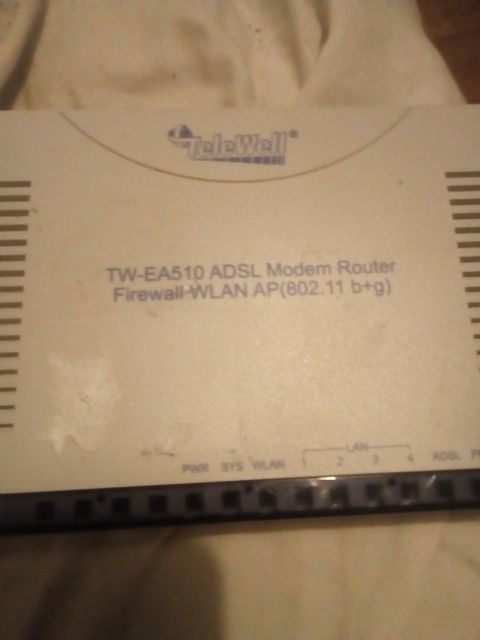 TeleWell®
TW-EA510 ADSL Modem Router
Firewall WLAN AP(802.11 b+g)
LAN
PWR SYS WLAN 1 2 3 4 ADSL